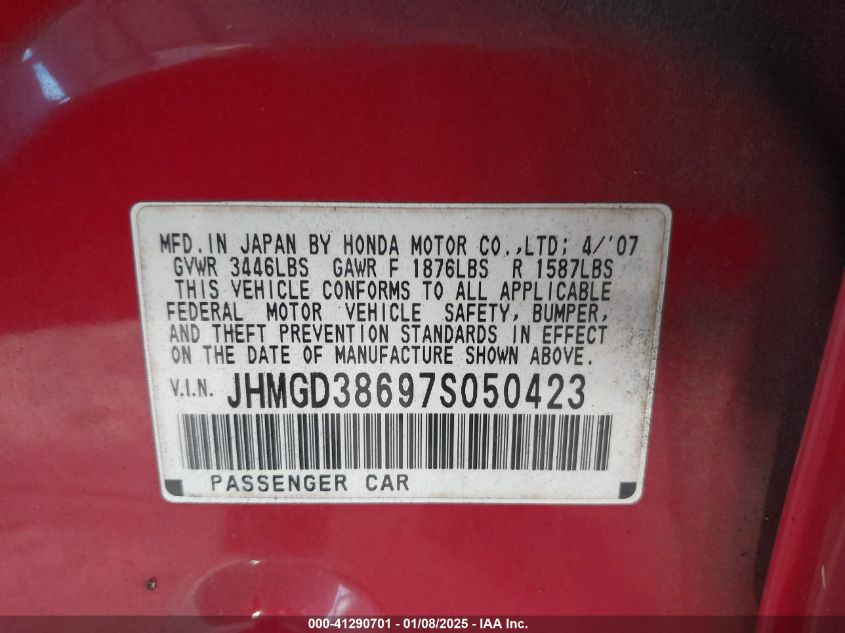 MFD. IN JAPAN BY HONDA MOTOR CO.,LTD; 4/'07
GVWR 3446LBS GAWR F 1876LBS R 1587LBS
THIS VEHICLE CONFORMS TO ALL APPLICABLE
FEDERAL MOTOR VEHICLE SAFETY, BUMPER,
AND THEFT PREVENTION STANDARDS IN EFFECT
ON THE DATE OF MANUFACTURE SHOWN ABOVE.
V.I.N. JHMGD38697S050423
PASSENGER CAR
000-41290701 - 01/08/2025 - IAA Inc.